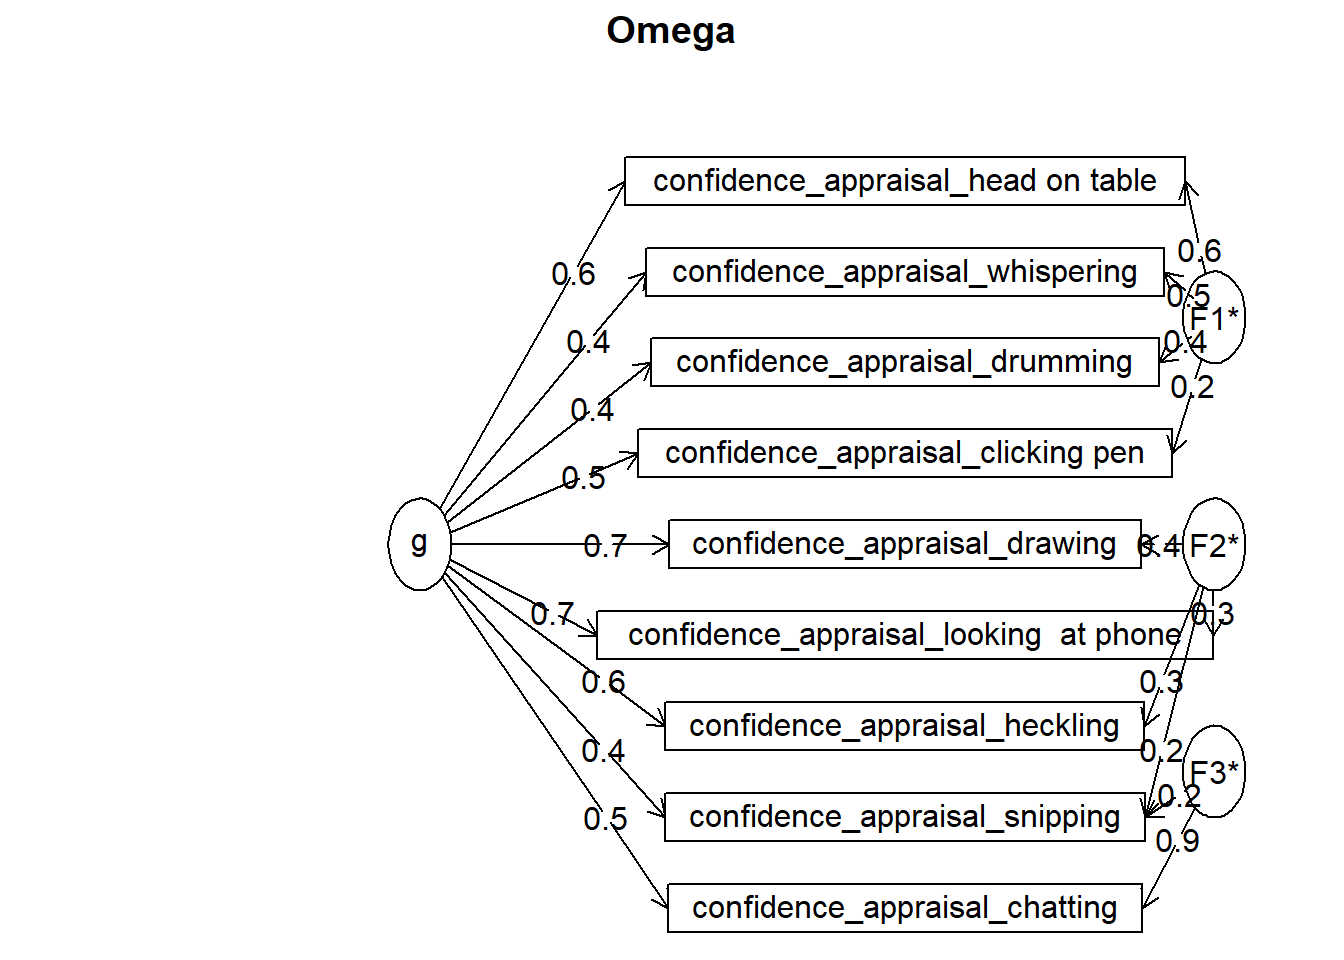 Omega
confidence_appraisal_head on table
0.6
0.6
confidence_appraisal_whispering
0.5
F1*
0.4
0.4
confidence_appraisal_drumming
0.2
0.4
confidence_appraisal_clicking pen
0.5
g
0.7
confidence_appraisal_drawing
0.4
F2*
0.7
0.3
confidence_appraisal_looking  at phone
0.6
0.3
confidence_appraisal_heckling
0.4
0.2
F3*
0.2
confidence_appraisal_snipping
0.5
0.9
confidence_appraisal_chatting